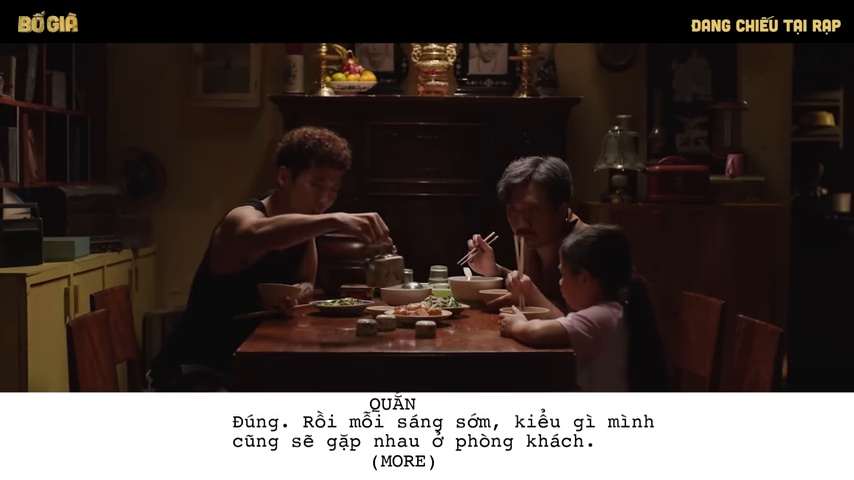 BỐ GIÀ
ĐANG CHIẾU TẠI RẠP
QUẮN
Đúng. Rồi mỗi sáng sớm, kiểu gì mình
cũng sẽ gặp nhau ở phòng khách.
(MORE)